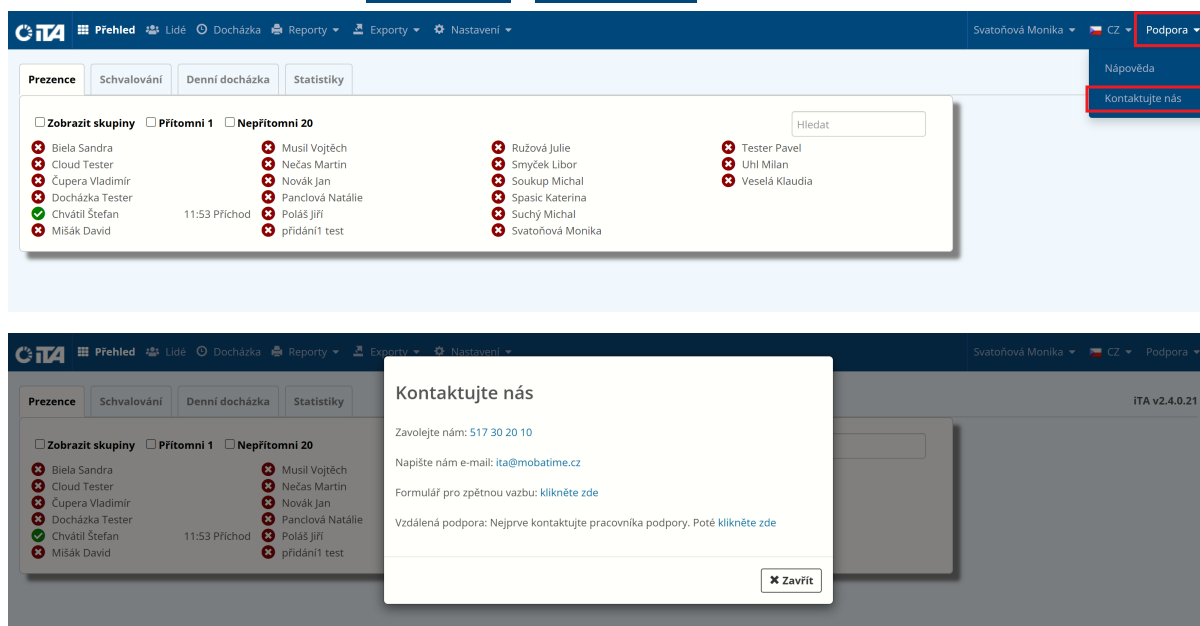 iTA Přehled Lidé Docházka Reporty Exporty Nastavení Svatoňová Monika CZ Podpora
Nápověda
Kontaktujte nás
Prezence Schvalování Denní docházka Statistiky
Zobrazit skupiny Přítomni 1 Nepřítomni 20 Hledat
Biela Sandra Musil Vojtěch Ružová Julie Tester Pavel
Cloud Tester Nečas Martin Smyček Libor Uhl Milan
Čupera Vladimír Novák Jan Soukup Michal Veselá Klaudia
Docházka Tester Panclová Natálie Spasic Katerina
Chvátil Štefan 11:53 Příchod Poláš Jiří Suchý Michal
Mišák David přidání1 test Svatoňová Monika
iTA Přehled Lidé Docházka Reporty Exporty Nastavení Svatoňová Monika CZ Podpora
Prezence Schvalování Denní docházka Statistiky iTA v2.4.0.21
Zobrazit skupiny Přítomni 1 Nepřítomni 20
Biela Sandra Musil Vojtěch
Cloud Tester Nečas Martin
Čupera Vladimír Novák Jan
Docházka Tester Panclová Natálie
Chvátil Štefan 11:53 Příchod Poláš Jiří
Mišák David přidání1 test
Kontaktujte nás
Zavolejte nám: 517 30 20 10
Napište nám e-mail: ita@mobatime.cz
Formulář pro zpětnou vazbu: klikněte zde
Vzdálená podpora: Nejprve kontaktujte pracovníka podpory. Poté klikněte zde
Zavřít